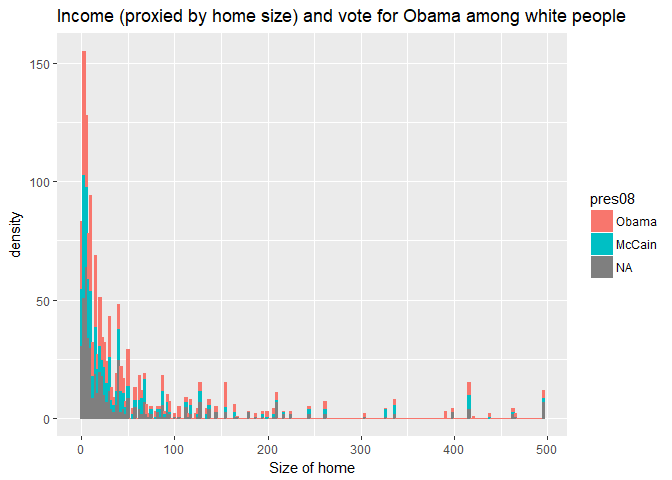 Income (proxied by home size) and vote for Obama among white people
150
100
50
0
density
0 100 200 300 400 500
Size of home
pres08
Obama
McCain
NA